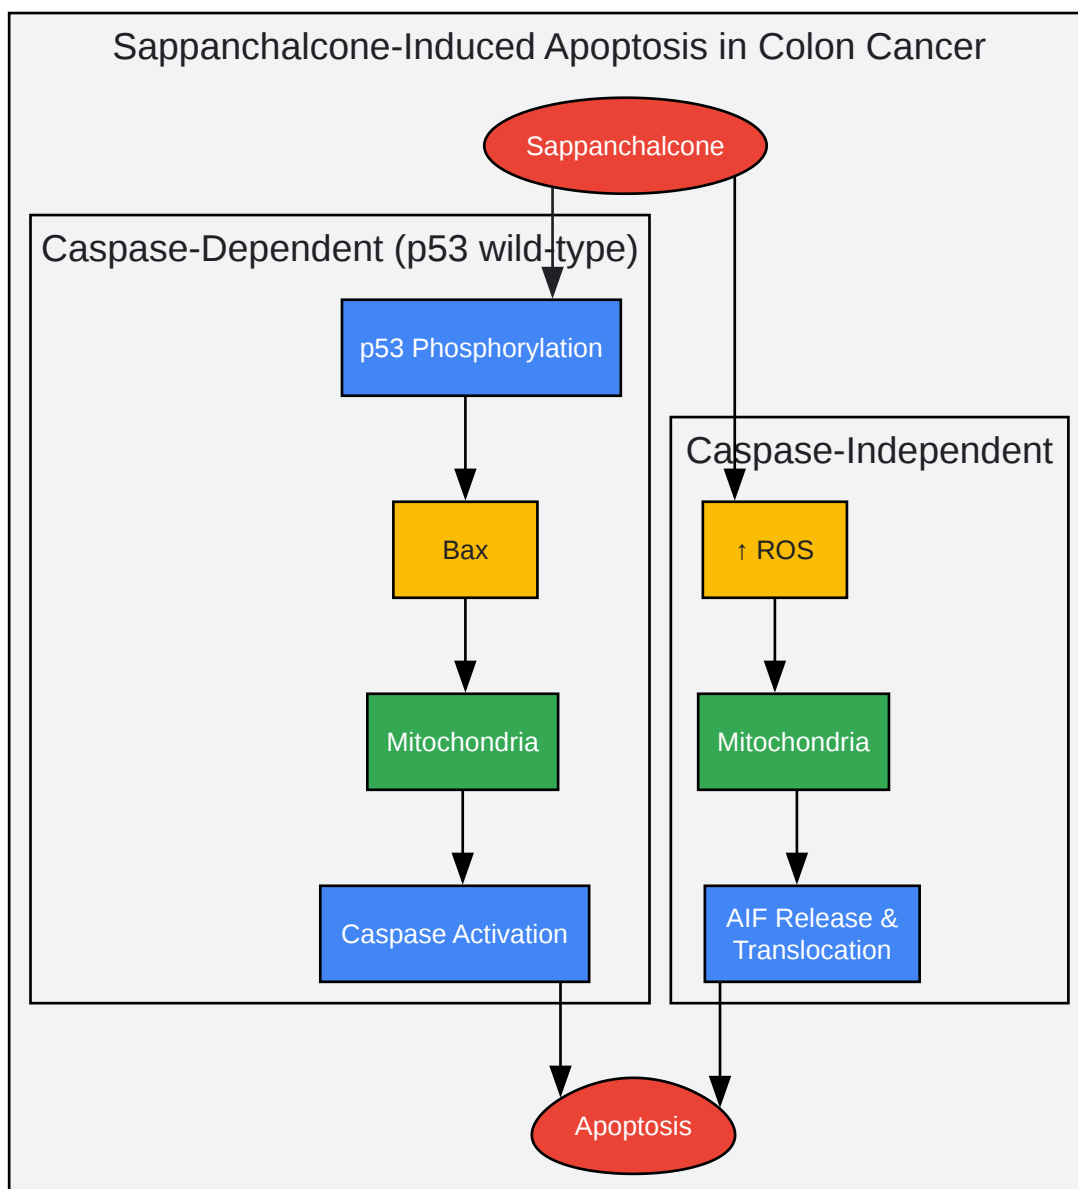 Sappanchalcone-Induced Apoptosis in Colon Cancer
Sappanchalcone
Caspase-Dependent (p53 wild-type)
p53 Phosphorylation
Bax
Mitochondria
Caspase Activation
Caspase-Independent
↑ ROS
Mitochondria
AIF Release &
Translocation
Apoptosis